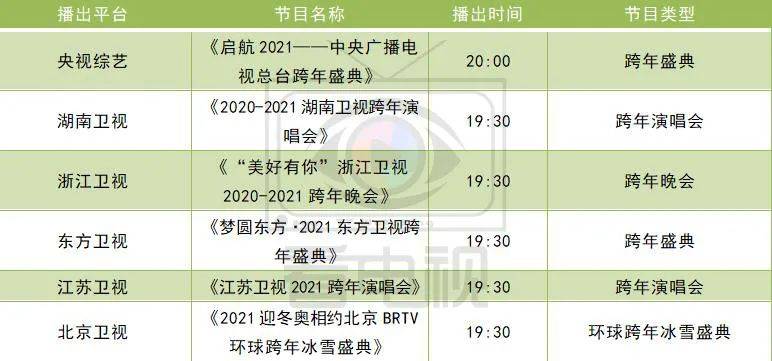 播出平台 节目名称 播出时间 节目类型
央视综艺 《启航 2021——中央广播电 20:00 跨年盛典
视总台跨年盛典》
湖南卫视 《2020-2021 湖南卫视跨年演 19:30 跨年演唱会
唱会》
浙江卫视 《“美好有你”浙江卫视 19:30 跨年晚会
2020-2021 跨年晚会》
东方卫视 《梦圆东方·2021 东方卫视跨 19:30 跨年盛典
年盛典》
看电视
江苏卫视 《江苏卫视 2021 跨年演唱会》 19:30 跨年演唱会
北京卫视 《2021 迎冬奥相约北京 BRTV 19:30 环球跨年冰雪盛典
环球跨年冰雪盛典》